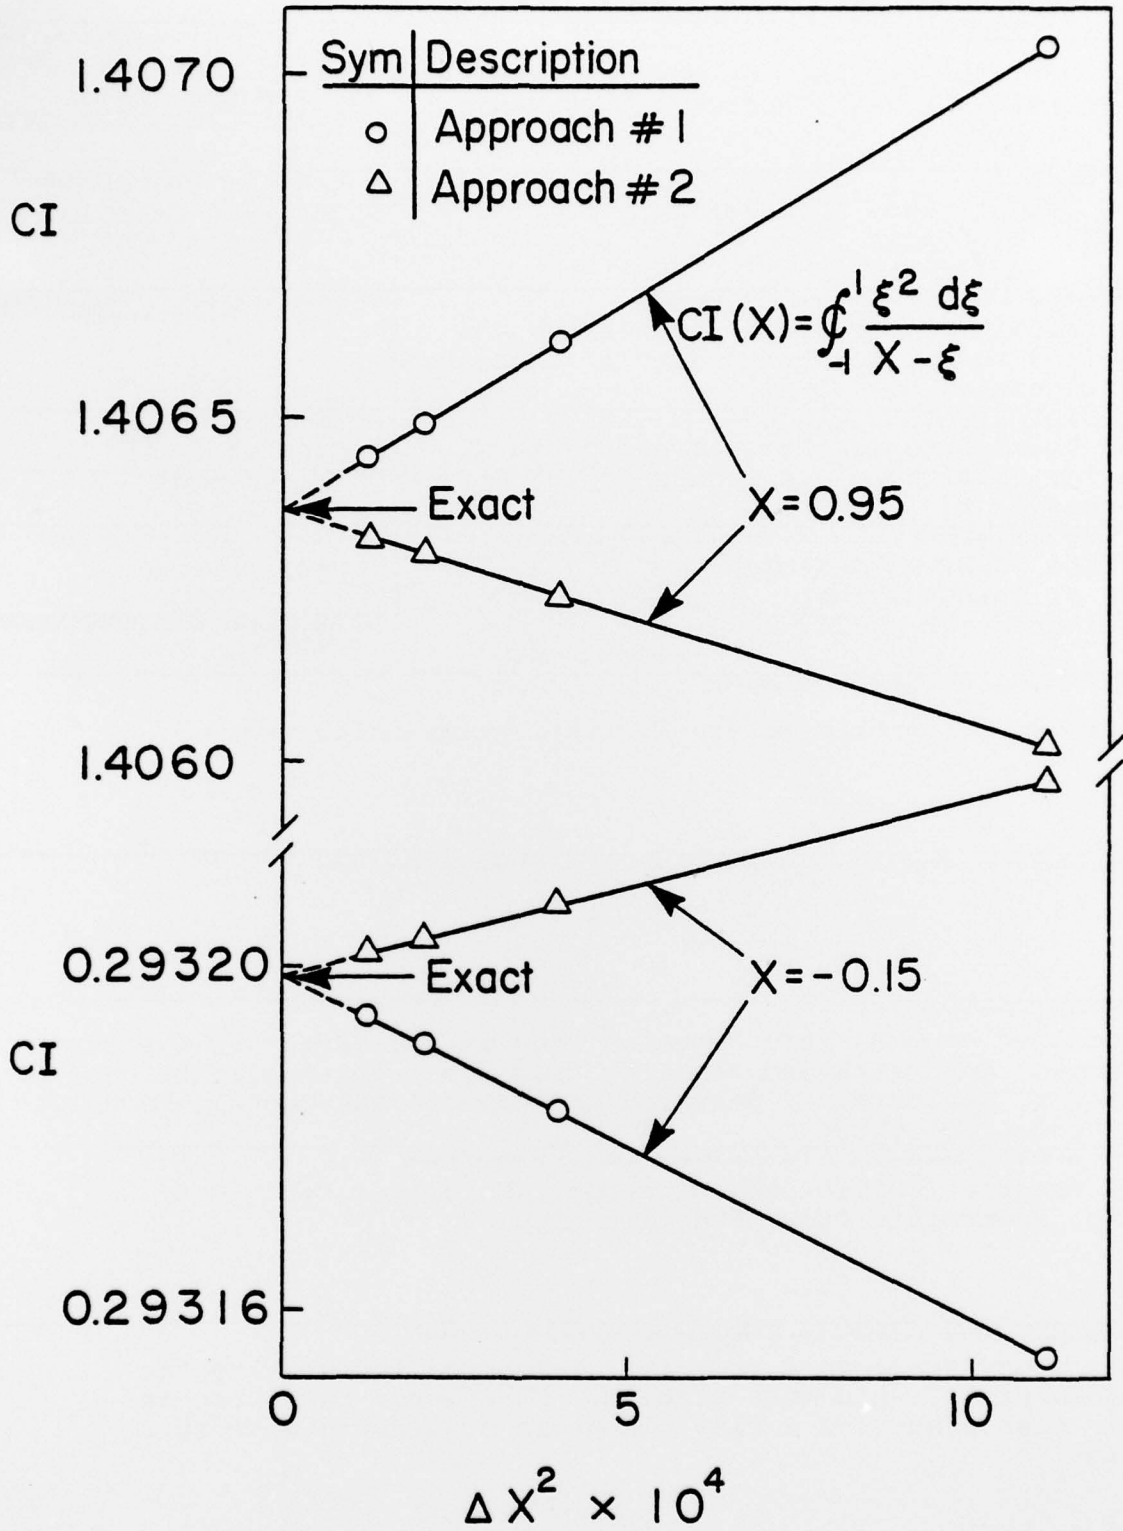 Sym Description
1.4070
Approach #1
Approach #2
CI
CI(X)=∮₋₁¹ ξ² dξ / X-ξ
1.4065
Exact
X=0.95
1.4060
0.29320
Exact
X=-0.15
CI
0.29316
0 5 10
Δ X² × 10⁴